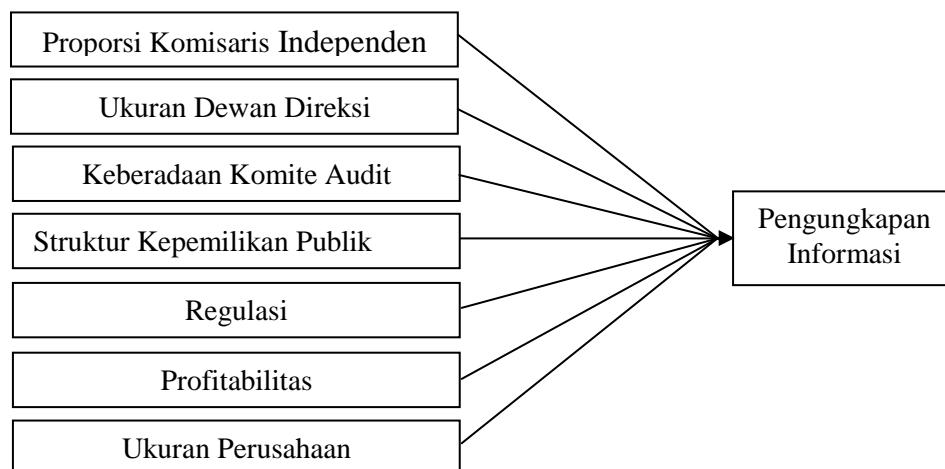 Proporsi Komisaris Independen
Ukuran Dewan Direksi
Keberadaan Komite Audit
Struktur Kepemilikan Publik
Regulasi
Profitabilitas
Ukuran Perusahaan
Pengungkapan
Informasi